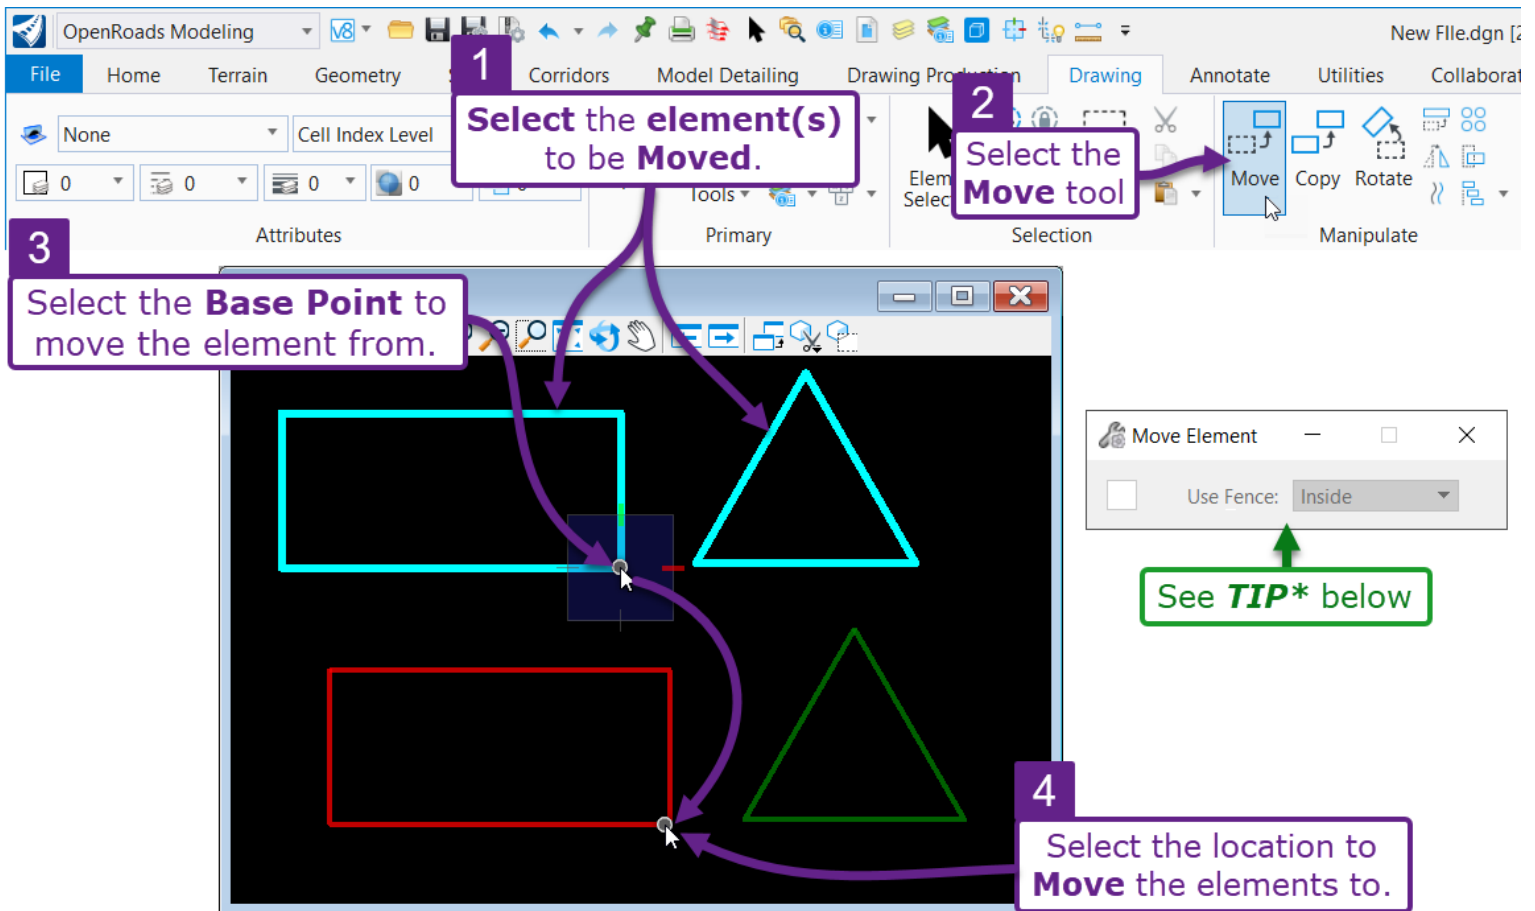 OpenRoads Modeling
V8
New FIle.dgn [2
File
Home
Terrain
Geometry
Corridors
Model Detailing
Drawing Production
Drawing
Annotate
Utilities
Collaborat
1
Select the element(s)
to be Moved.
2
Select the
Move tool
None
Cell Index Level
0
0
0
0
Tools
Move
Copy
Rotate
Attributes
Primary
Selection
Manipulate
3
Select the Base Point to
move the element from.
Move Element
Use Fence:
Inside
See TIP* below
4
Select the location to
Move the elements to.